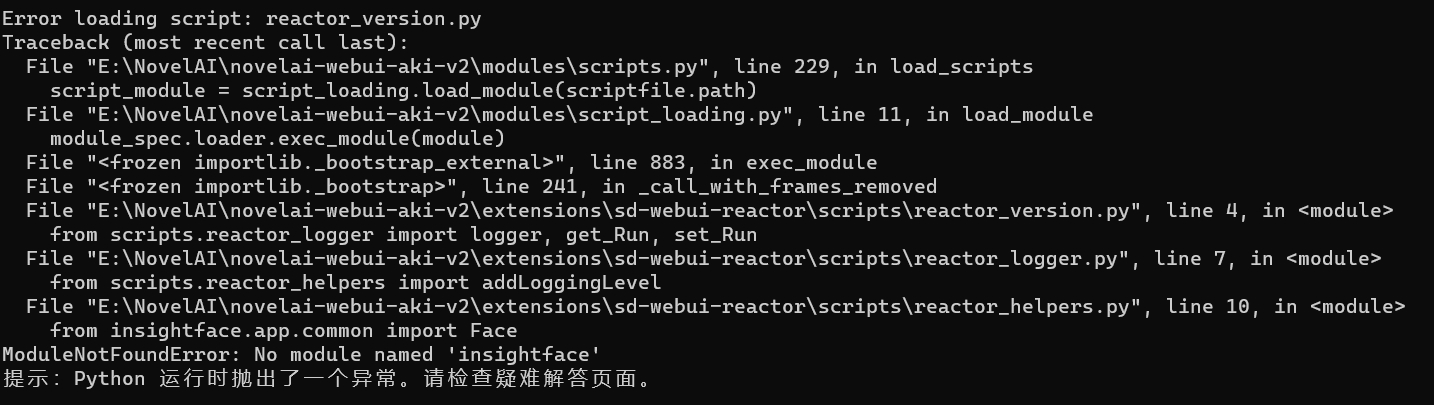 Error loading script: reactor_version.py
Traceback (most recent call last):
  File "E:\NovelAI\novelai-webui-aki-v2\modules\scripts.py", line 229, in load_scripts
    script_module = script_loading.load_module(scriptfile.path)
  File "E:\NovelAI\novelai-webui-aki-v2\modules\script_loading.py", line 11, in load_module
    module_spec.loader.exec_module(module)
  File "<frozen importlib._bootstrap_external>", line 883, in exec_module
  File "<frozen importlib._bootstrap>", line 241, in _call_with_frames_removed
  File "E:\NovelAI\novelai-webui-aki-v2\extensions\sd-webui-reactor\scripts\reactor_version.py", line 4, in <module>
    from scripts.reactor_logger import logger, get_Run, set_Run
  File "E:\NovelAI\novelai-webui-aki-v2\extensions\sd-webui-reactor\scripts\reactor_logger.py", line 7, in <module>
    from scripts.reactor_helpers import addLoggingLevel
  File "E:\NovelAI\novelai-webui-aki-v2\extensions\sd-webui-reactor\scripts\reactor_helpers.py", line 10, in <module>
    from insightface.app.common import Face
ModuleNotFoundError: No module named 'insightface'
提示: Python 运行时抛出了一个异常。请检查疑难解答页面。